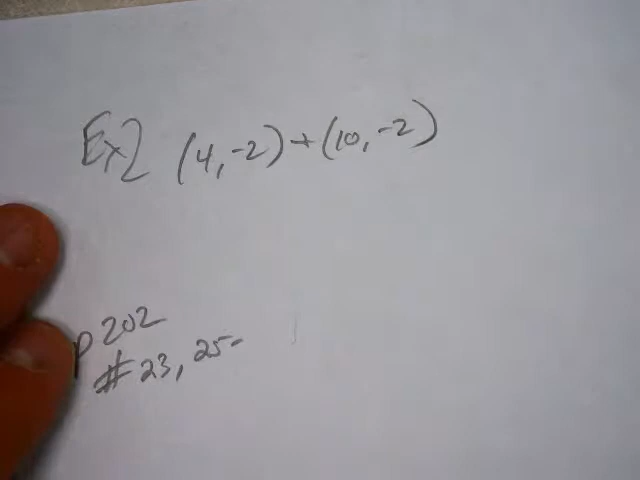 Ex2 (4, -2) + (10, -2)
p 202
# 23, 25-